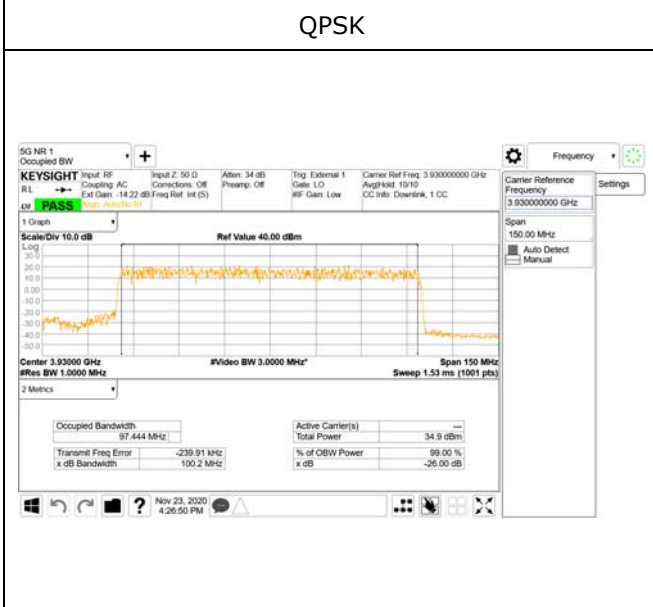 QPSK
5G NR 1
Occupied BW
Frequency
KEYSIGHT
RL
PASS
Input: RF
Coupling: AC
Ext Gain: -14.22 dB
Align: Auto/No RF
Input Z: 50 Ω
Corrections: Off
Freq Ref: Int (S)
Atten: 34 dB
Preamp: Off
Trig: External 1
Gate: LO
#IF Gain: Low
Carrier Ref Freq: 3.930000000 GHz
Avg|Hold: 10/10
CC Info: Downlink, 1 CC
Carrier Reference
Frequency
3.930000000 GHz
Settings
Span
150.00 MHz
Auto Detect
Manual
1 Graph
Scale/Div 10.0 dB
Ref Value 40.00 dBm
Log
30.0
20.0
10.0
0.00
-10.0
-20.0
-30.0
-40.0
-50.0
Center 3.93000 GHz
#Video BW 3.0000 MHz*
Span 150 MHz
#Res BW 1.0000 MHz
Sweep 1.53 ms (1001 pts)
2 Metrics
Occupied Bandwidth
97.444 MHz
Active Carrier(s) ---
Total Power 34.9 dBm
Transmit Freq Error -239.91 kHz
x dB Bandwidth 100.2 MHz
% of OBW Power 99.00 %
x dB -26.00 dB
Nov 23, 2020
4:26:50 PM